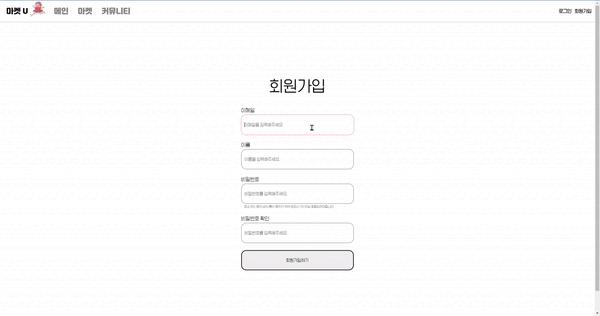 마켓 U 메인 마켓 커뮤니티 로그인 회원가입
회원가입
이메일
이메일을 입력해주세요
이름
이름을 입력해주세요
비밀번호
비밀번호를 입력해주세요
비밀번호 확인
비밀번호를 입력해주세요
회원가입하기